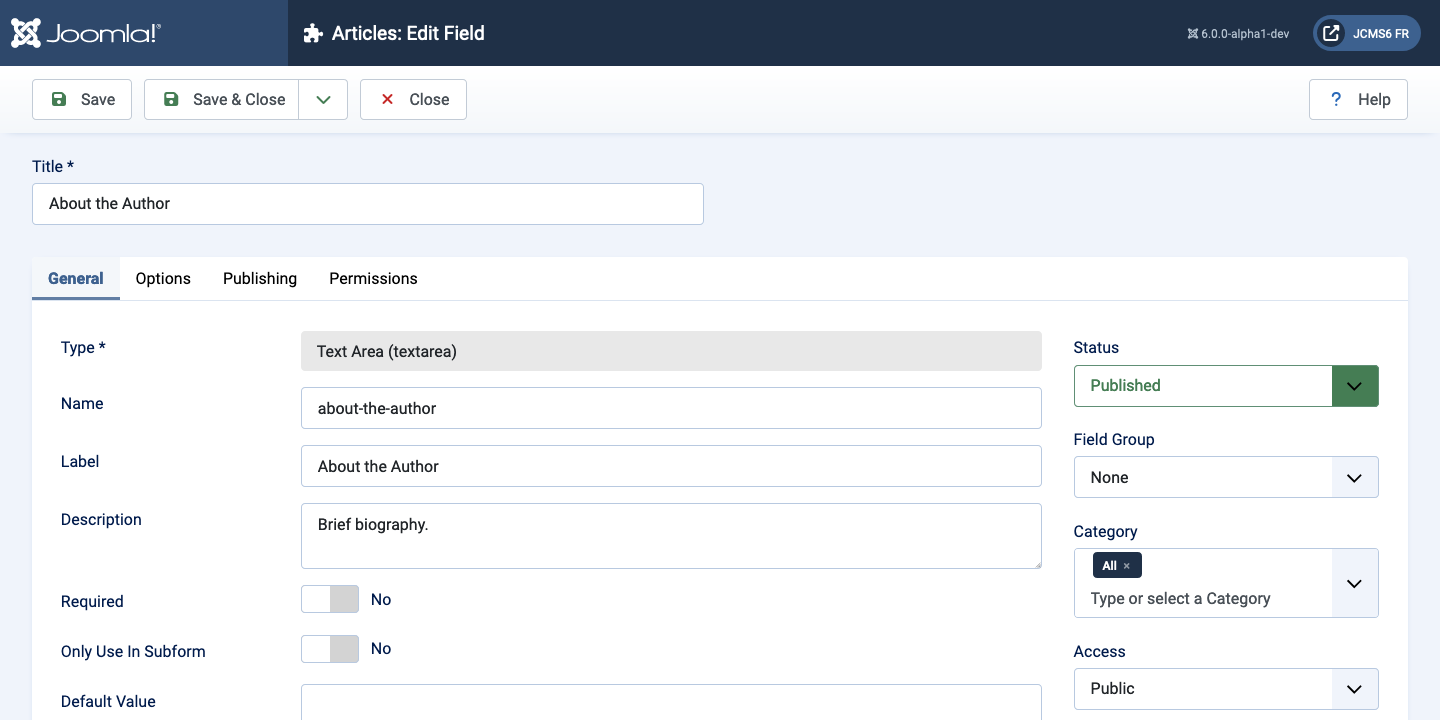 Joomla!®
Articles: Edit Field
6.0.0-alpha1-dev
JCMS6 FR
Save
Save & Close
Close
? Help
Title *
About the Author
General Options Publishing Permissions
Type *
Text Area (textarea)
Name
about-the-author
Label
About the Author
Description
Brief biography.
Required
No
Only Use In Subform
No
Default Value
Status
Published
Field Group
None
Category
All ×
Type or select a Category
Access
Public